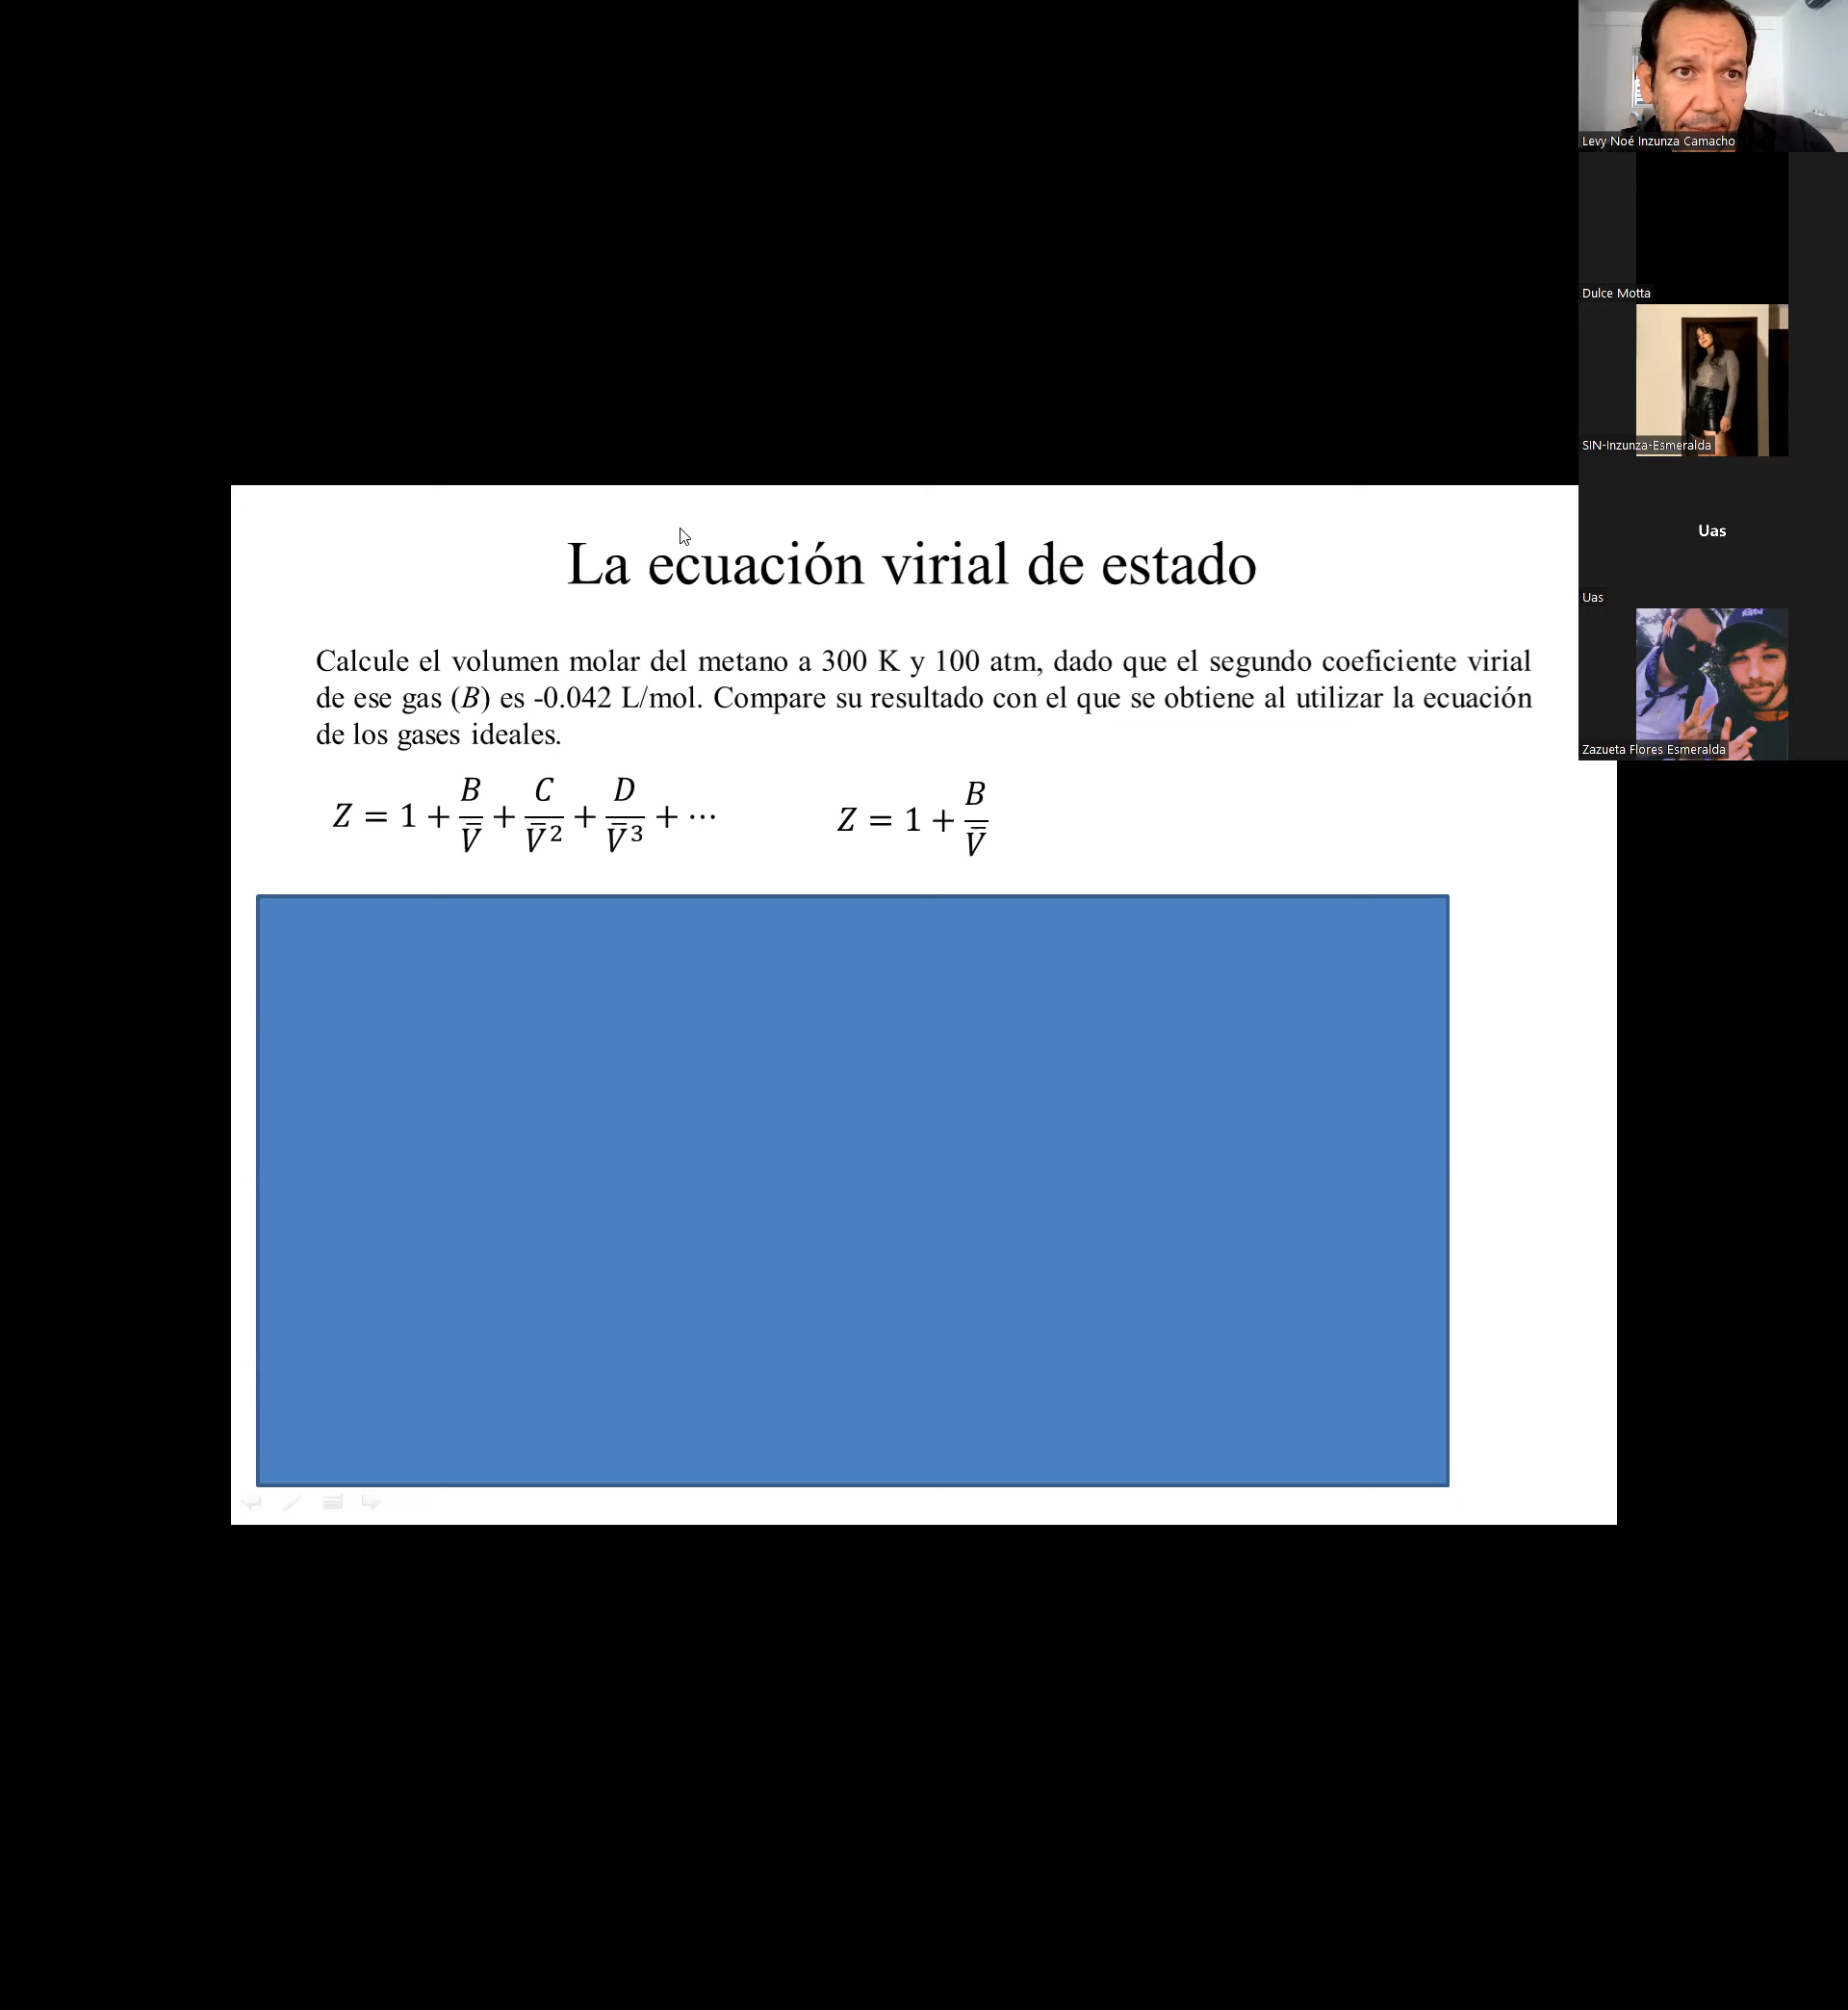 Levy Noé Inzunza Camacho
Dulce Motta
SIN-Inzunza-Esmeralda
Uas
Uas
Zazueta Flores Esmeralda
La ecuación virial de estado
Calcule el volumen molar del metano a 300 K y 100 atm, dado que el segundo coeficiente virial
de ese gas (B) es -0.042 L/mol. Compare su resultado con el que se obtiene al utilizar la ecuación
de los gases ideales.
Z = 1 + B/V̅ + C/V̅² + D/V̅³ + ⋯
Z = 1 + B/V̅